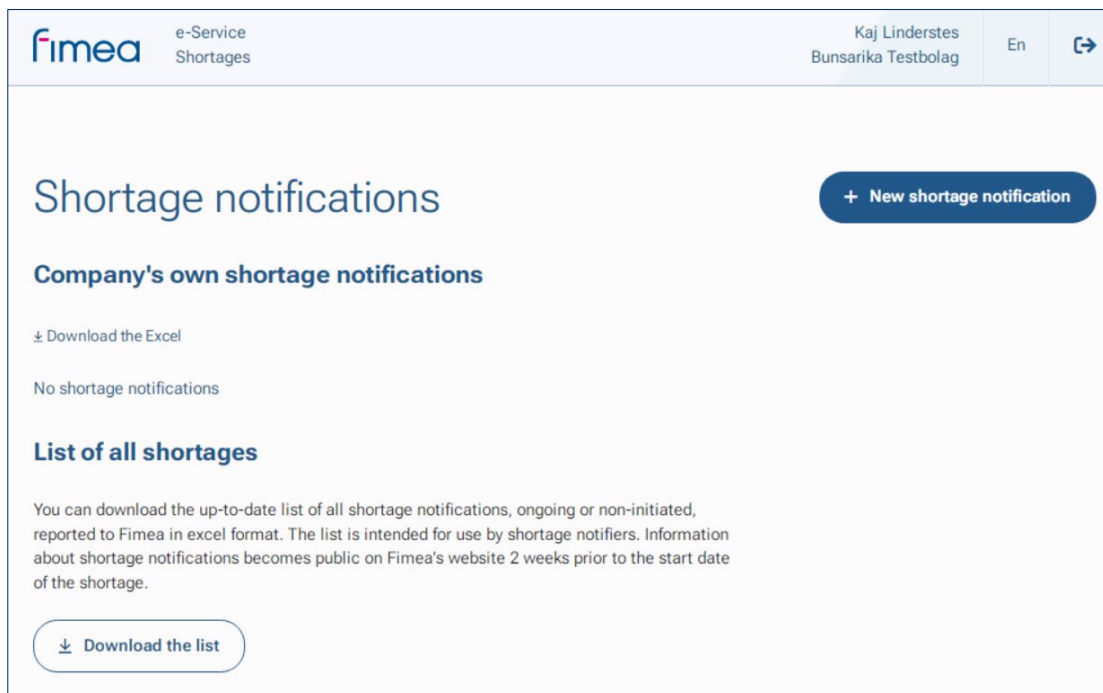 fimea
e-Service
Shortages
Kaj Linderstes
Bunsarika Testbolag
En
Shortage notifications
+ New shortage notification
Company's own shortage notifications
Download the Excel
No shortage notifications
List of all shortages
You can download the up-to-date list of all shortage notifications, ongoing or non-initiated,
reported to Fimea in excel format. The list is intended for use by shortage notifiers. Information
about shortage notifications becomes public on Fimea's website 2 weeks prior to the start date
of the shortage.
Download the list